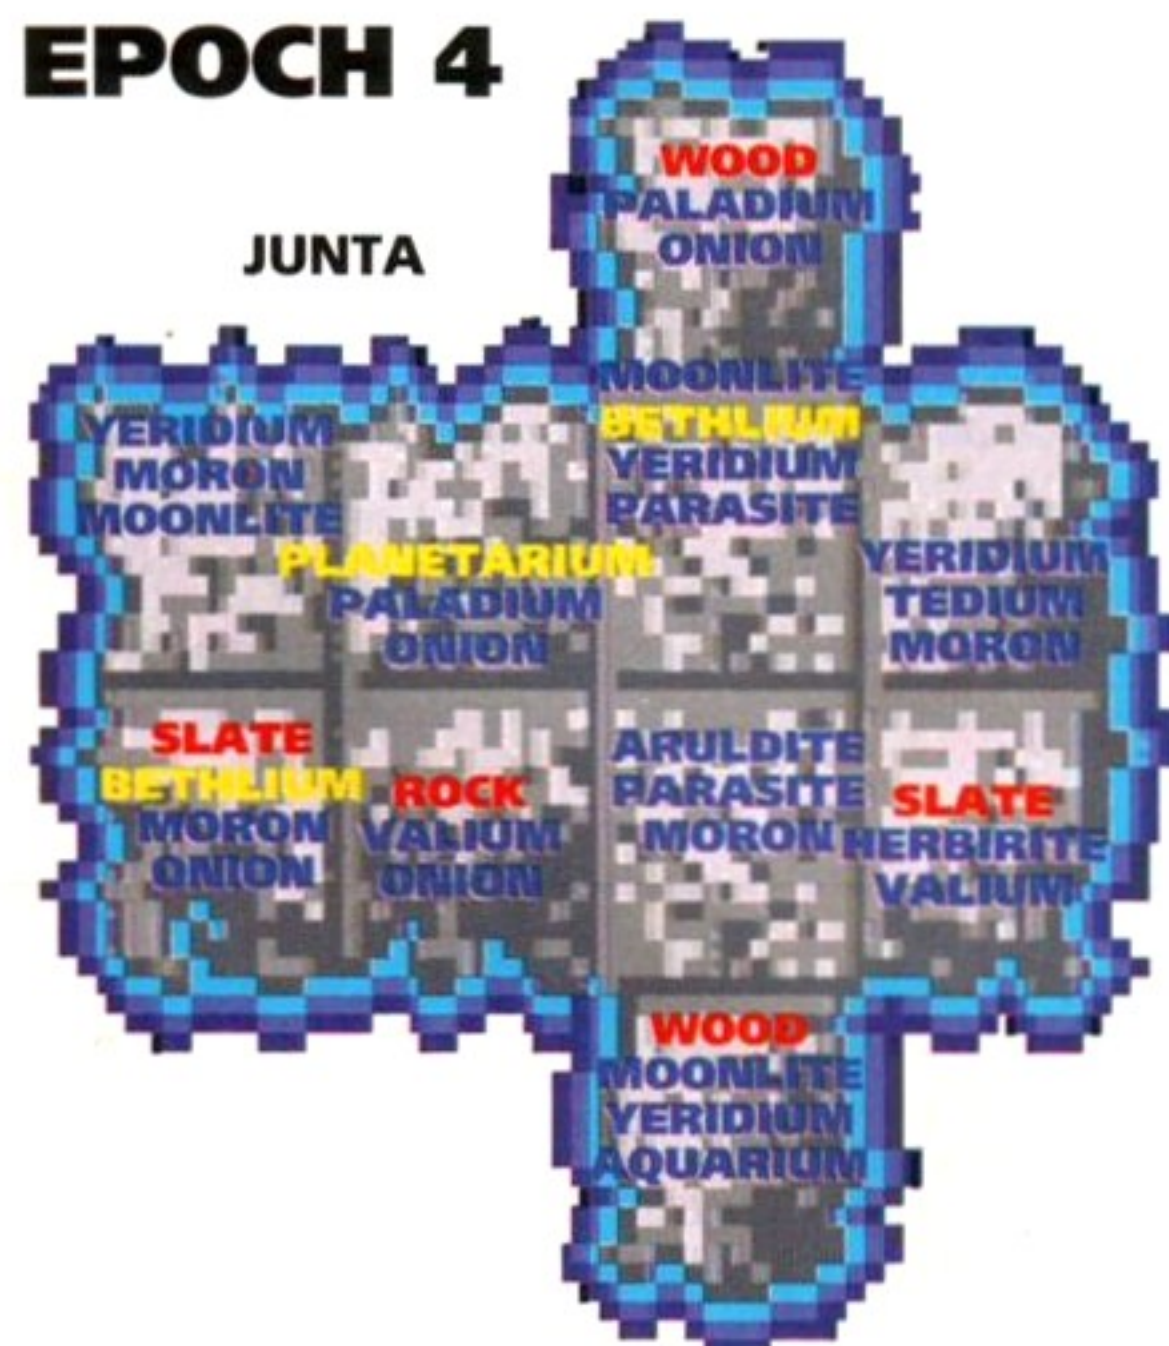 EPOCH 4
JUNTA
WOOD
PALADIUM
ONION
YERIDIUM
MORON
MOONLITE
PLANETARIUM
PALADIUM
ONION
MOONLITE
BETHLIUM
YERIDIUM
PARASITE
YERIDIUM
TEDIUM
MORON
SLATE
BETHLIUM
MORON
ONION
ROCK
VALIUM
ONION
ARULDITE
PARASITE
MORON
SLATE
HERBIRITE
VALIUM
WOOD
MOONLITE
YERIDIUM
AQUARIUM